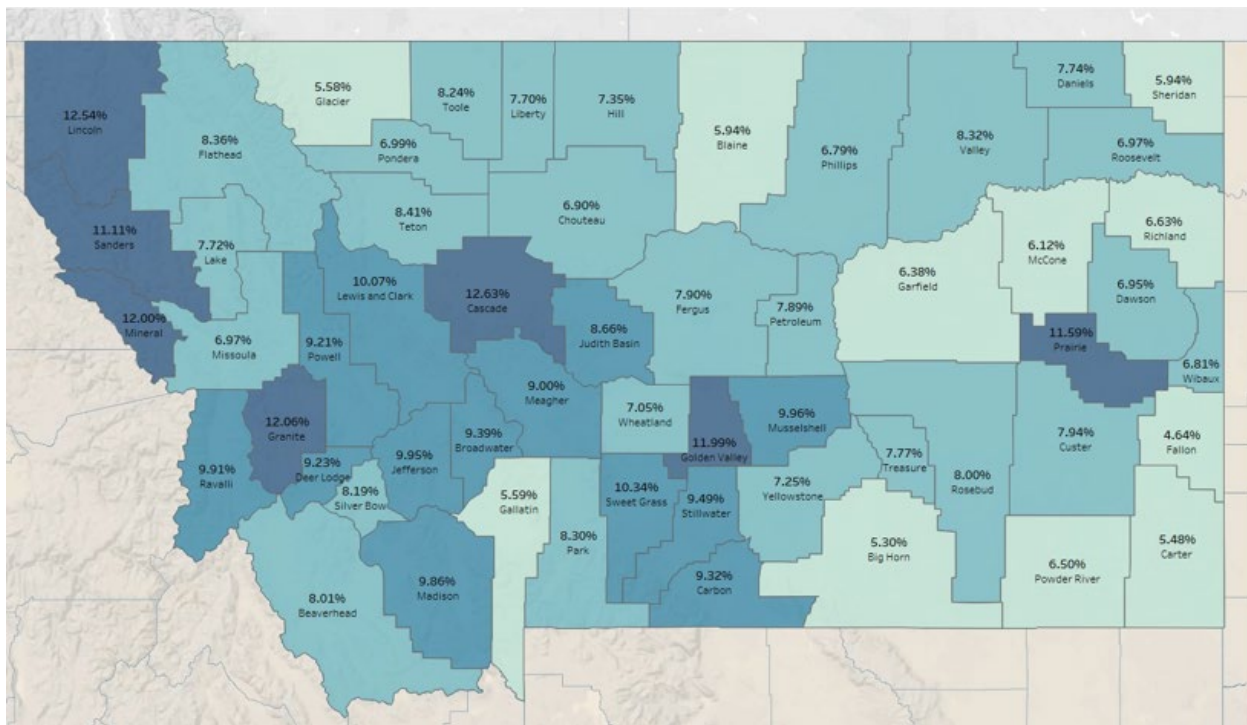 5.58%
Glacier
8.24%
Toole
7.70%
Liberty
7.35%
Hill
5.94%
Blaine
6.79%
Phillips
8.32%
Valley
7.74%
Daniels
5.94%
Sheridan
12.54%
Lincoln
8.36%
Flathead
6.99%
Pondera
6.97%
Roosevelt
8.41%
Teton
6.90%
Chouteau
11.11%
Sanders
7.72%
Lake
6.63%
Richland
6.12%
McCone
6.38%
Garfield
6.95%
Dawson
10.07%
Lewis and Clark
12.63%
Cascade
7.90%
Fergus
7.89%
Petroleum
12.00%
Mineral
6.97%
Missoula
9.21%
Powell
8.66%
Judith Basin
11.59%
Prairie
6.81%
Wibaux
9.00%
Meagher
7.05%
Wheatland
12.06%
Granite
9.39%
Broadwater
11.99%
Golden Valley
9.96%
Musselshell
7.94%
Custer
4.64%
Fallon
9.91%
Ravalli
9.23%
Deer Lodge
9.95%
Jefferson
8.19%
Silver Bow
5.59%
Gallatin
10.34%
Sweet Grass
9.49%
Stillwater
7.25%
Yellowstone
7.77%
Treasure
8.00%
Rosebud
8.30%
Park
5.30%
Big Horn
6.50%
Powder River
5.48%
Carter
8.01%
Beaverhead
9.86%
Madison
9.32%
Carbon